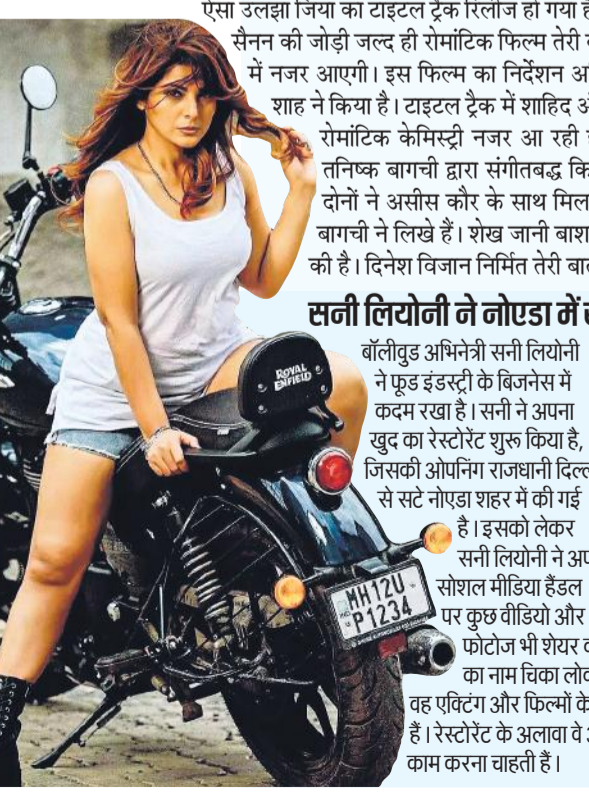 ऐसा उलझा जिया का टाइटल ट्रैक रिलीज हो गया
सैनन की जोड़ी जल्द ही रोमांटिक फिल्म तेरी
में नजर आएगी। इस फिल्म का निर्देशन
शाह ने किया है। टाइटल ट्रैक में शाहिद
रोमांटिक केमिस्ट्री नजर आ रही
तनिष्क बागची द्वारा संगीतबद्ध
दोनों ने असीस कौर के साथ
बागची ने लिखे हैं। शेख जानी
की है। दिनेश विजान निर्मित तेरी
सनी लियोनी ने नोएडा में
बॉलीवुड अभिनेत्री सनी लियोनी
ने फूड इंडस्ट्री के बिजनेस में
कदम रखा है। सनी ने अपना
खुद का रेस्टोरेंट शुरू किया है,
जिसकी ओपनिंग राजधानी
से सटे नोएडा शहर में की गई
है। इसको लेकर
सनी लियोनी ने
सोशल मीडिया हैंडल
पर कुछ वीडियो और
फोटोज भी शेयर
का नाम चिका
वह एक्टिंग और फिल्मों के
हैं। रेस्टोरेंट के अलावा वे
काम करना चाहती हैं।
ROYAL
ENFIELD
MH12U
P1234